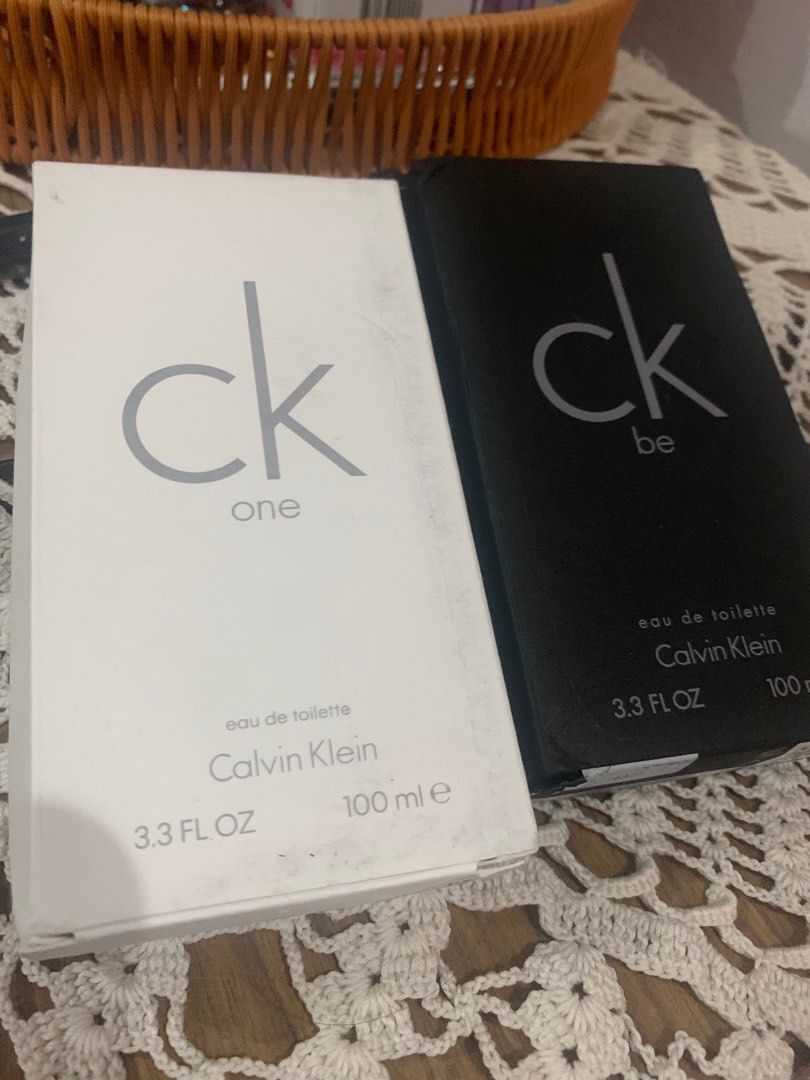 ck
one
eau de toilette
Calvin Klein
3.3 FL.OZ 100 ml e
ck
be
eau de toilette
Calvin Klein
3.3 FL OZ 100